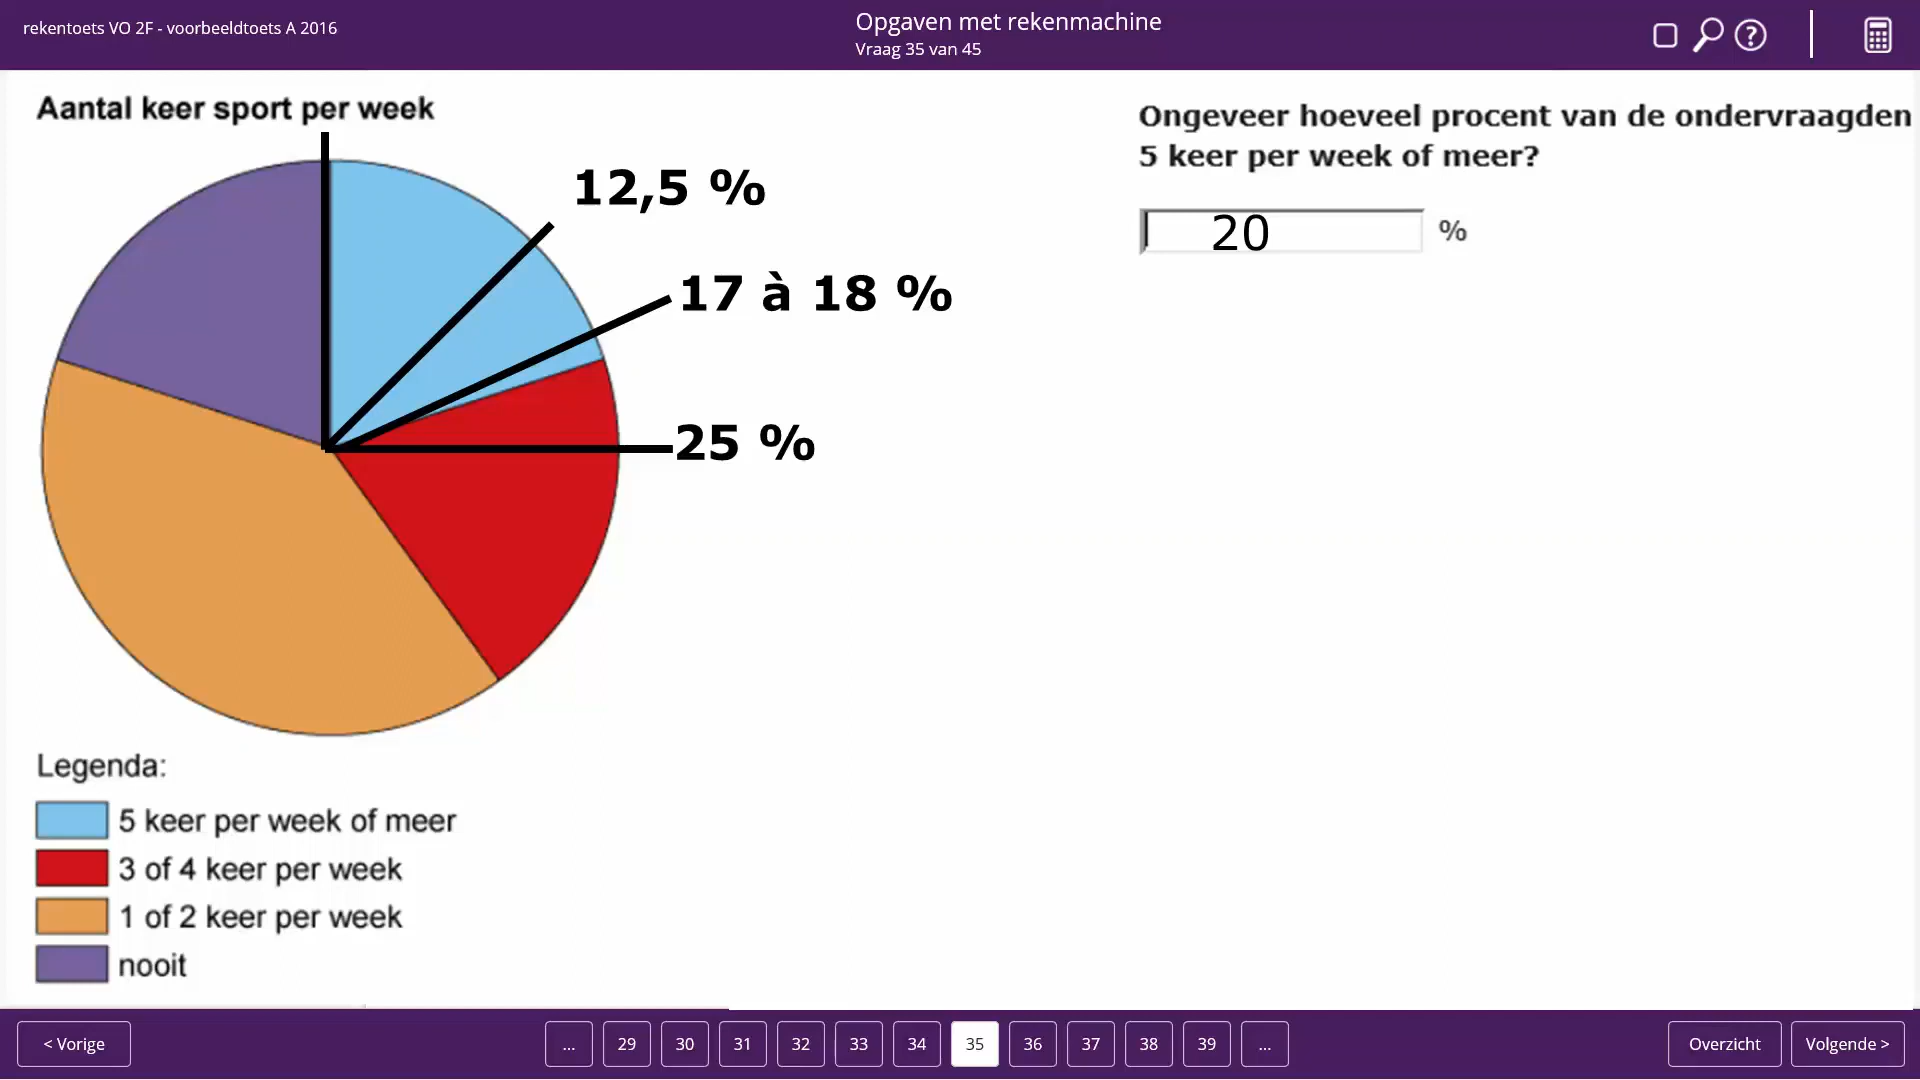 rekentoets VO 2F - voorbeeldtoets A 2016
Opgaven met rekenmachine
Vraag 35 van 45
Aantal keer sport per week
12,5 %
17 à 18 %
25 %
Legenda:
5 keer per week of meer
3 of 4 keer per week
1 of 2 keer per week
nooit
Ongeveer hoeveel procent van de ondervraagden
5 keer per week of meer?
20 %
< Vorige
... 29 30 31 32 33 34 35 36 37 38 39 ...
Overzicht
Volgende >